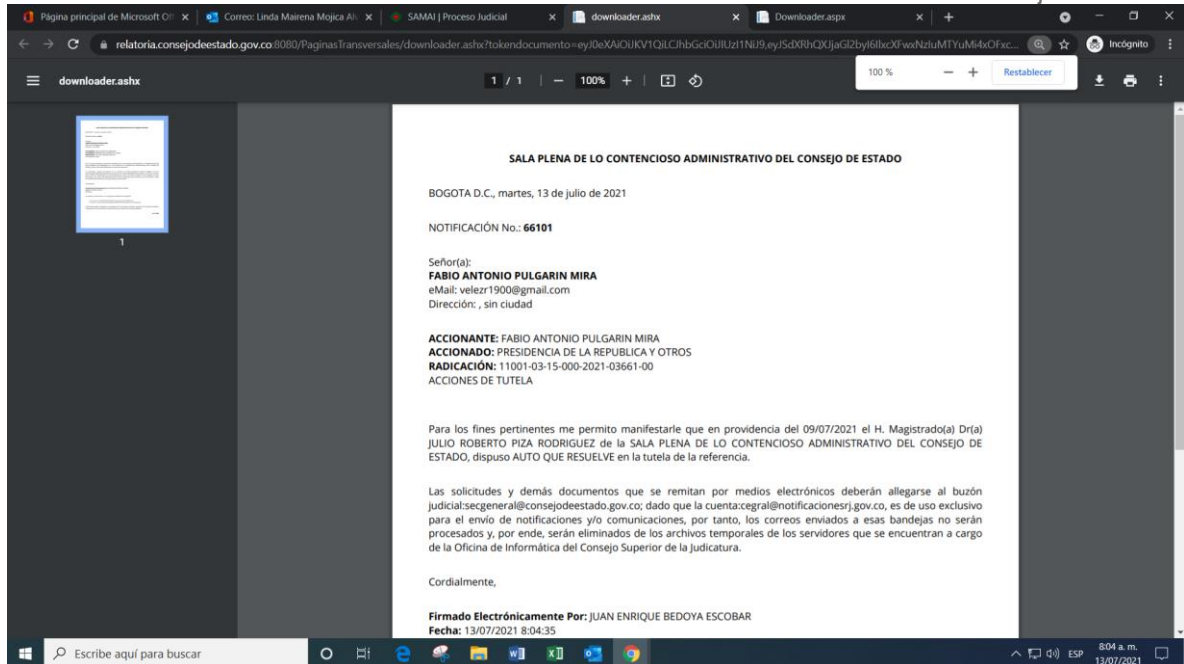 Página principal de Microsoft Of
Correo: Linda Mairena Mojica Al
SAMAI | Proceso Judicial
downloader.ashx
Downloader.aspx
relatoria.consejodeestado.gov.co:8080/PaginasTransversales/downloader.ashx?tokendocumento=
Incógnito
downloader.ashx
1 / 1
100%
100 %
Restablecer
1
SALA PLENA DE LO CONTENCIOSO ADMINISTRATIVO DEL CONSEJO DE ESTADO
BOGOTA D.C., martes, 13 de julio de 2021
NOTIFICACIÓN No.: 66101
Señor(a):
FABIO ANTONIO PULGARIN MIRA
eMail: velezr1900@gmail.com
Dirección: , sin ciudad
ACCIONANTE: FABIO ANTONIO PULGARIN MIRA
ACCIONADO: PRESIDENCIA DE LA REPUBLICA Y OTROS
RADICACIÓN: 11001-03-15-000-2021-03661-00
ACCIONES DE TUTELA
Para los fines pertinentes me permito manifestarle que en providencia del 09/07/2021 el H. Magistrado(a) Dr(a)
JULIO ROBERTO PIZA RODRIGUEZ de la SALA PLENA DE LO CONTENCIOSO ADMINISTRATIVO DEL CONSEJO DE
ESTADO, dispuso AUTO QUE RESUELVE en la tutela de la referencia.
Las solicitudes y demás documentos que se remitan por medios electrónicos deberán allegarse al buzón
judicial:secgeneral@consejodeestado.gov.co; dado que la cuenta:cegral@notificacionesrj.gov.co, es de uso exclusivo
para el envío de notificaciones y/o comunicaciones, por tanto, los correos enviados a esas bandejas no serán
procesados y, por ende, serán eliminados de los archivos temporales de los servidores que se encuentran a cargo
de la Oficina de Informática del Consejo Superior de la Judicatura.
Cordialmente,
Firmado Electrónicamente Por: JUAN ENRIQUE BEDOYA ESCOBAR
Fecha: 13/07/2021 8:04:35
Escribe aquí para buscar
ESP
8:04 a. m.
13/07/2021